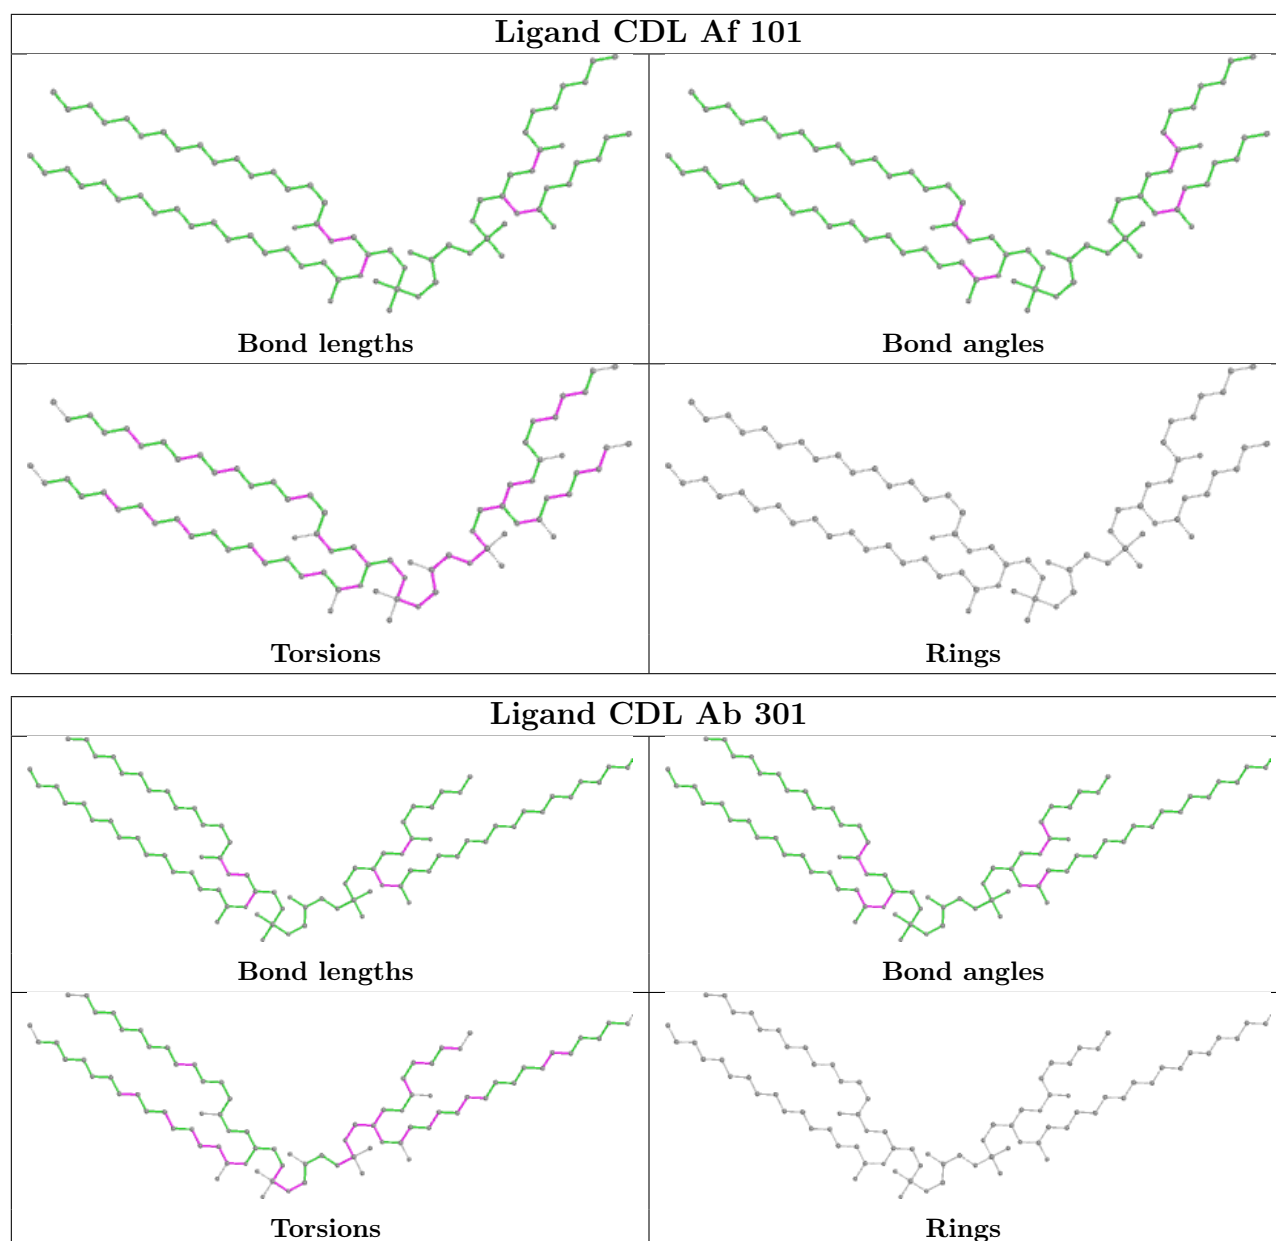 Ligand CDL Af 101
Bond lengths
Bond angles
Torsions
Rings
Ligand CDL Ab 301
Bond lengths
Bond angles
Torsions
Rings